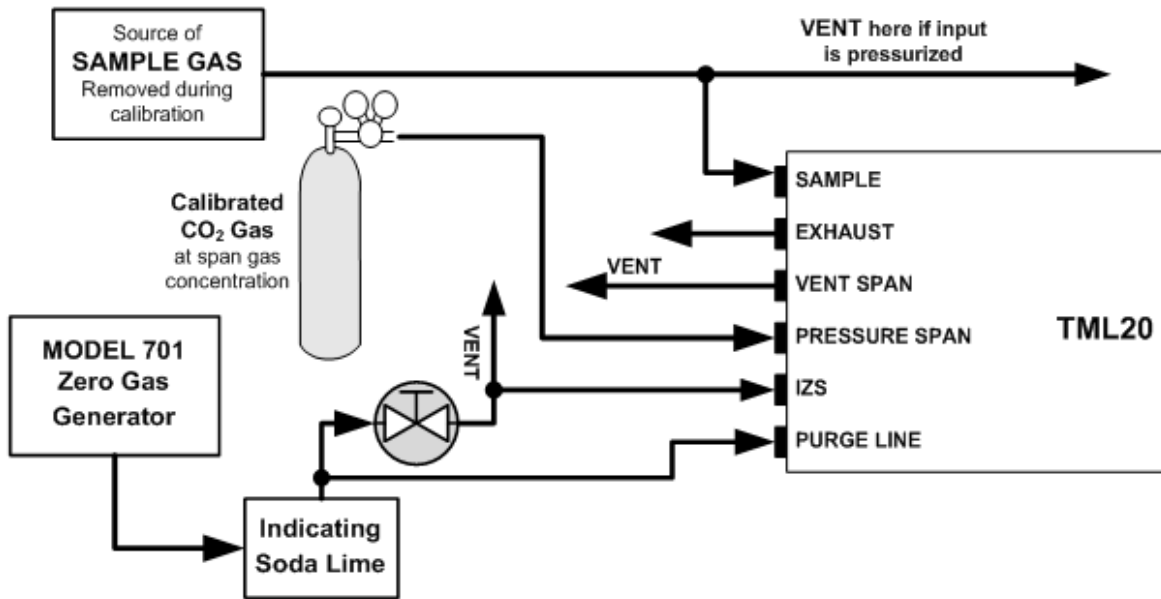 Source of
SAMPLE GAS
Removed during
calibration
VENT here if input
is pressurized
Calibrated
CO₂ Gas
at span gas
concentration
MODEL 701
Zero Gas
Generator
Indicating
Soda Lime
VENT
VENT
SAMPLE
EXHAUST
VENT SPAN
PRESSURE SPAN
IZS
PURGE LINE
TML20